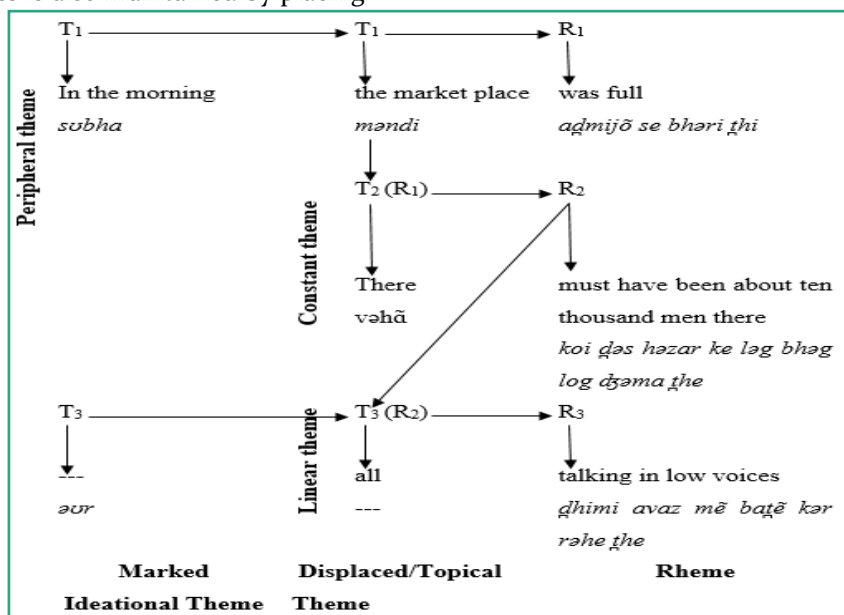 T1 T1 R1
In the morning the market place was full
sʊbha məndi ad̪mijõ se bhəri t̪hi
Peripheral theme
T2 (R1) R2
Constant theme
There must have been about ten
vəhã thousand men there
koi d̪əs həzar ke ləg bhəg
log ʤəma t̪he
T3 T3 (R2) R3
Linear theme
--- all talking in low voices
əʊr --- d̪himi avaz mẽ bat̪ẽ kər
rəhe t̪he
Marked Displaced/Topical Rheme
Ideational Theme Theme